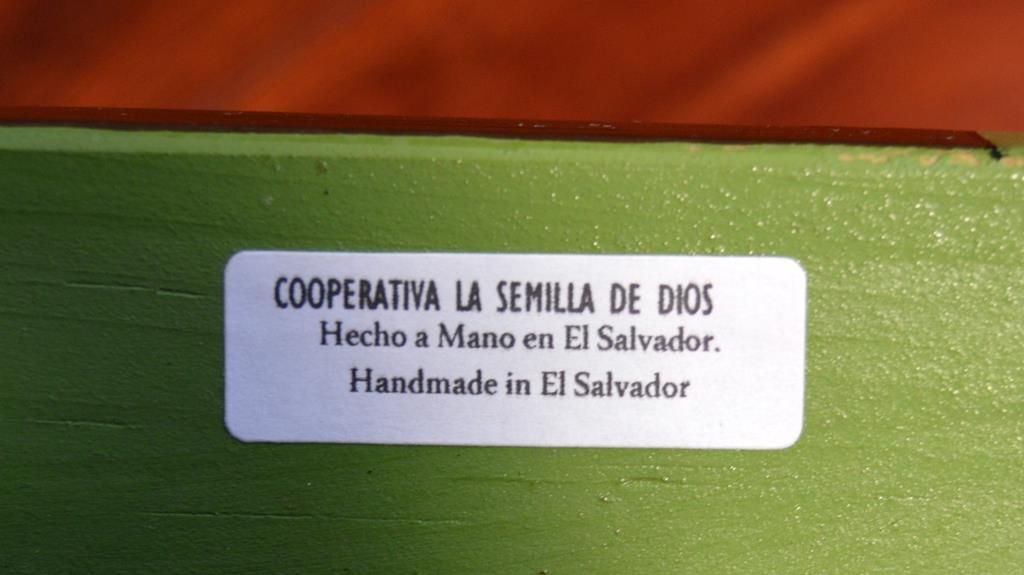 COOPERATIVA LA SEMILLA DE DIOS
Hecho a Mano en El Salvador.
Handmade in El Salvador